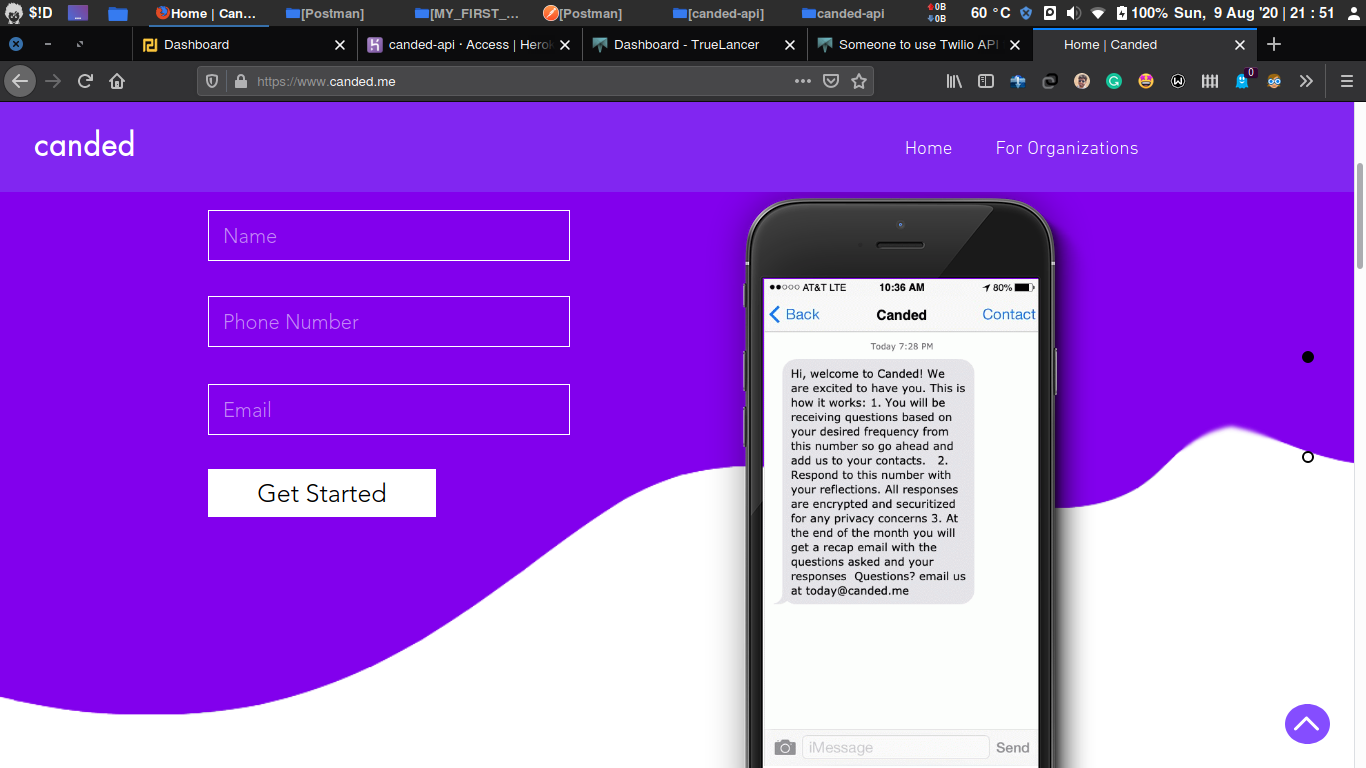 $!D
Home | Can...
[Postman]
[MY_FIRST_...
[Postman]
[canded-api]
canded-api
0B
0B
60 °C
100%
Sun, 9 Aug '20 | 21 : 51
Dashboard
canded-api · Access | Herok
Dashboard - TrueLancer
Someone to use Twilio API
Home | Canded
https://www.canded.me
0
canded
Home
For Organizations
Name
Phone Number
Email
Get Started
AT&T LTE
10:36 AM
80%
Back
Canded
Contact
Today 7:28 PM
Hi, welcome to Canded! We
are excited to have you. This is
how it works: 1. You will be
receiving questions based on
your desired frequency from
this number so go ahead and
add us to your contacts. 2.
Respond to this number with
your reflections. All responses
are encrypted and securitized
for any privacy concerns 3. At
the end of the month you will
get a recap email with the
questions asked and your
responses Questions? email us
at today@canded.me
iMessage
Send